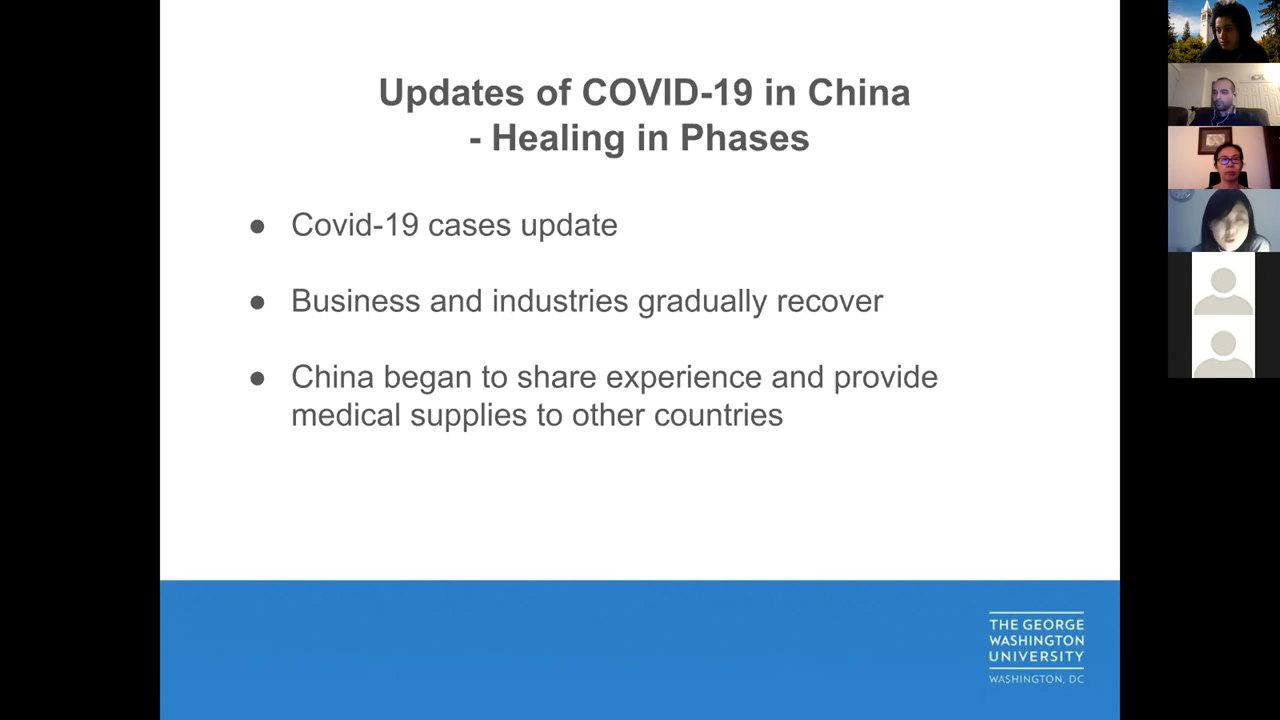 Updates of COVID-19 in China
- Healing in Phases
● Covid-19 cases update
● Business and industries gradually recover
● China began to share experience and provide
medical supplies to other countries
THE GEORGE
WASHINGTON
UNIVERSITY
WASHINGTON, DC